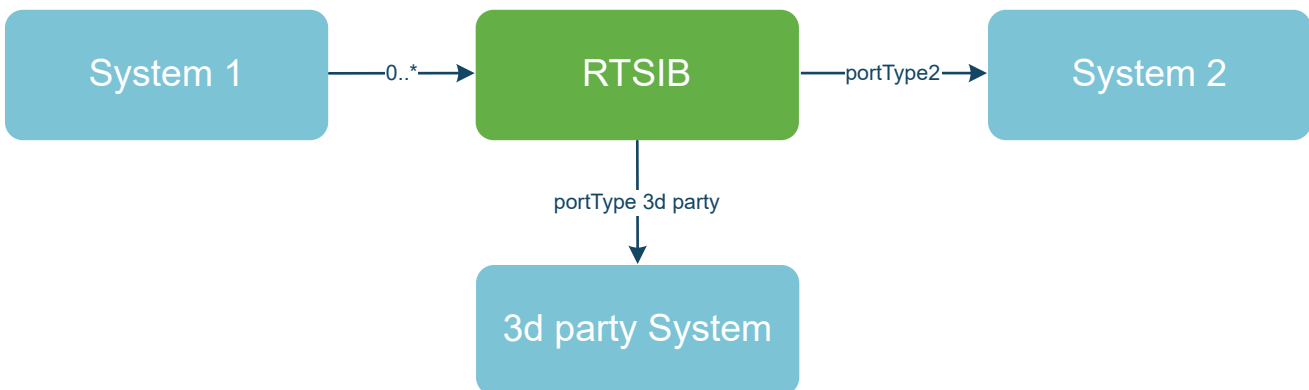 System 1
0..*
RTSIB
portType2
System 2
portType 3d party
3d party System